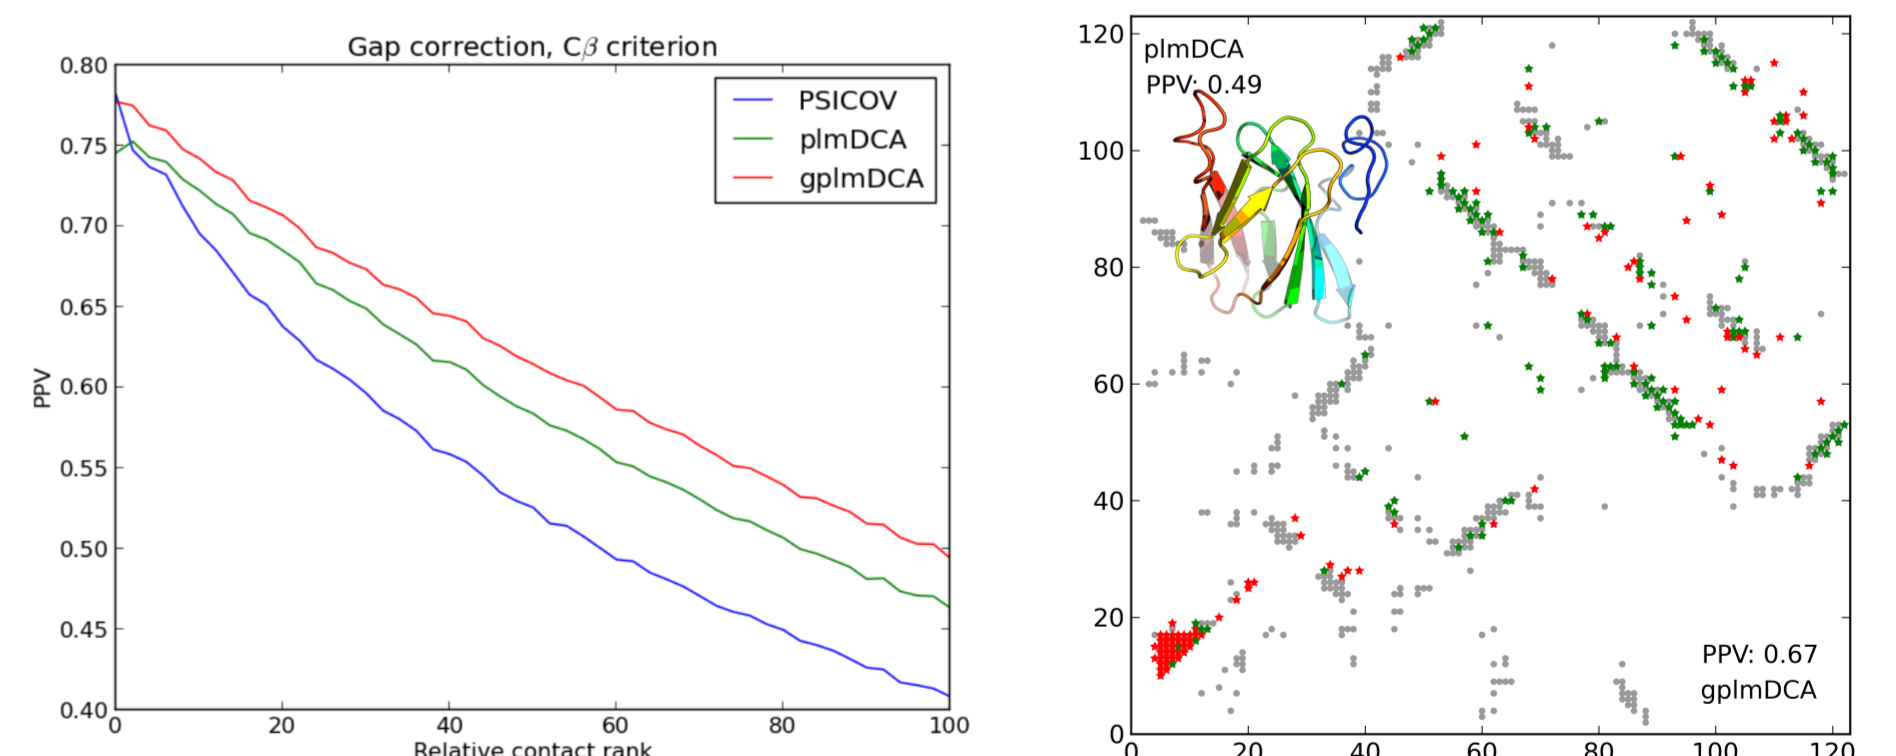 Gap correction, Cβ criterion
0.80
0.75
0.70
0.65
0.60
0.55
0.50
0.45
0.40
PPV
PSICOV
plmDCA
gplmDCA
0 20 40 60 80 100
Relative contact rank
plmDCA
PPV: 0.49
120
100
80
60
40
20
0
PPV: 0.67
gplmDCA
0 20 40 60 80 100 120